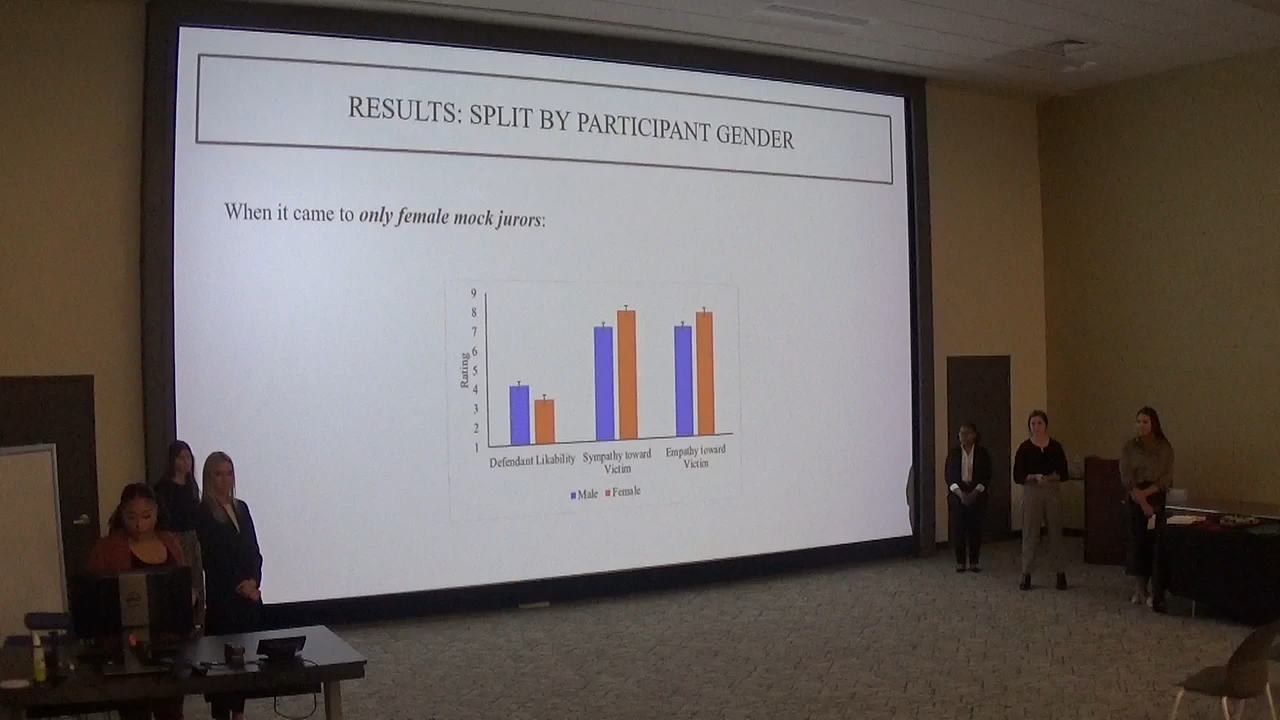 RESULTS: SPLIT BY PARTICIPANT GENDER
When it came to only female mock jurors:
9
8
7
6
5
4
3
2
1
Rating
Defendant Likability
Sympathy toward
Victim
Empathy toward
Victim
Male
Female